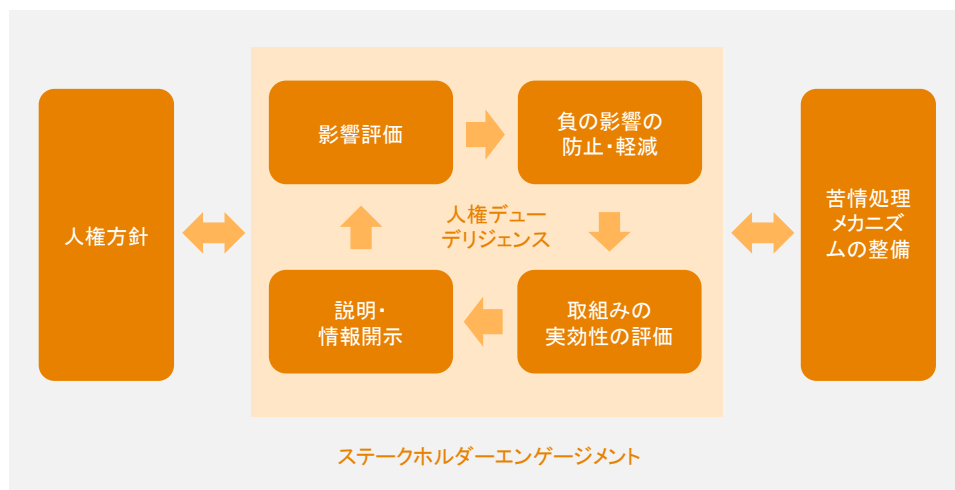 人権方針
影響評価
負の影響の
防止・軽減
人権デュー
デリジェンス
説明・
情報開示
取組みの
実効性の評価
苦情処理
メカニズ
ムの整備
ステークホルダーエンゲージメント